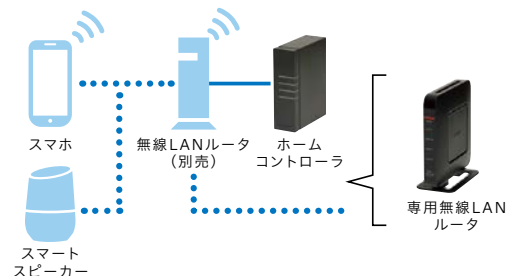 スマホ
無線LANルータ
（別売）
ホーム
コントローラ
専用無線LAN
ルータ
スマート
スピーカー